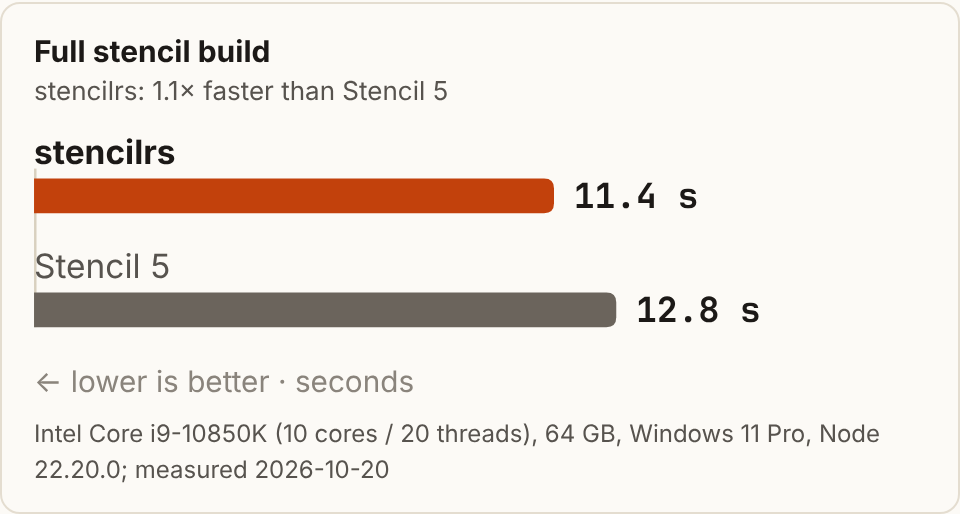 Full stencil build
stencilrs: 1.1× faster than Stencil 5
stencilrs
11.4 s
Stencil 5
12.8 s
← lower is better · seconds
Intel Core i9-10850K (10 cores / 20 threads), 64 GB, Windows 11 Pro, Node
22.20.0; measured 2026-10-20